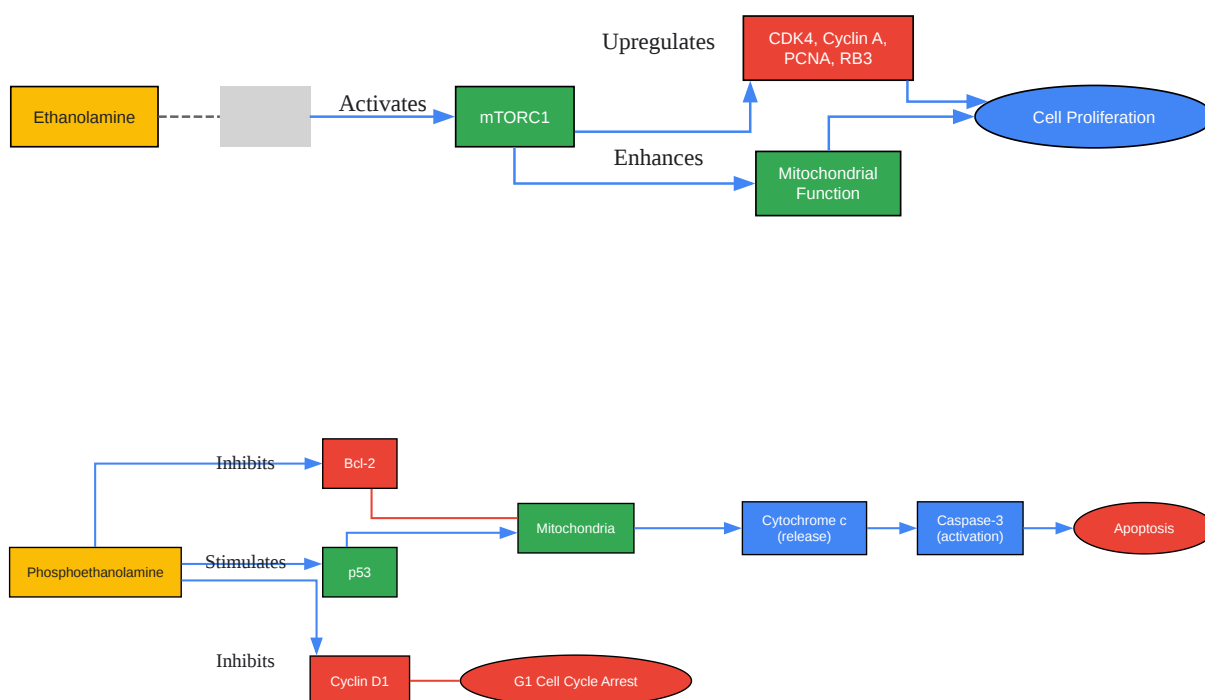 Upregulates
CDK4, Cyclin A,
PCNA, RB3
Ethanolamine
Activates
mTORC1
Cell Proliferation
Enhances
Mitochondrial
Function
Inhibits
Bcl-2
Mitochondria
Cytochrome c
(release)
Caspase-3
(activation)
Apoptosis
Phosphoethanolamine
Stimulates
p53
Inhibits
Cyclin D1
G1 Cell Cycle Arrest